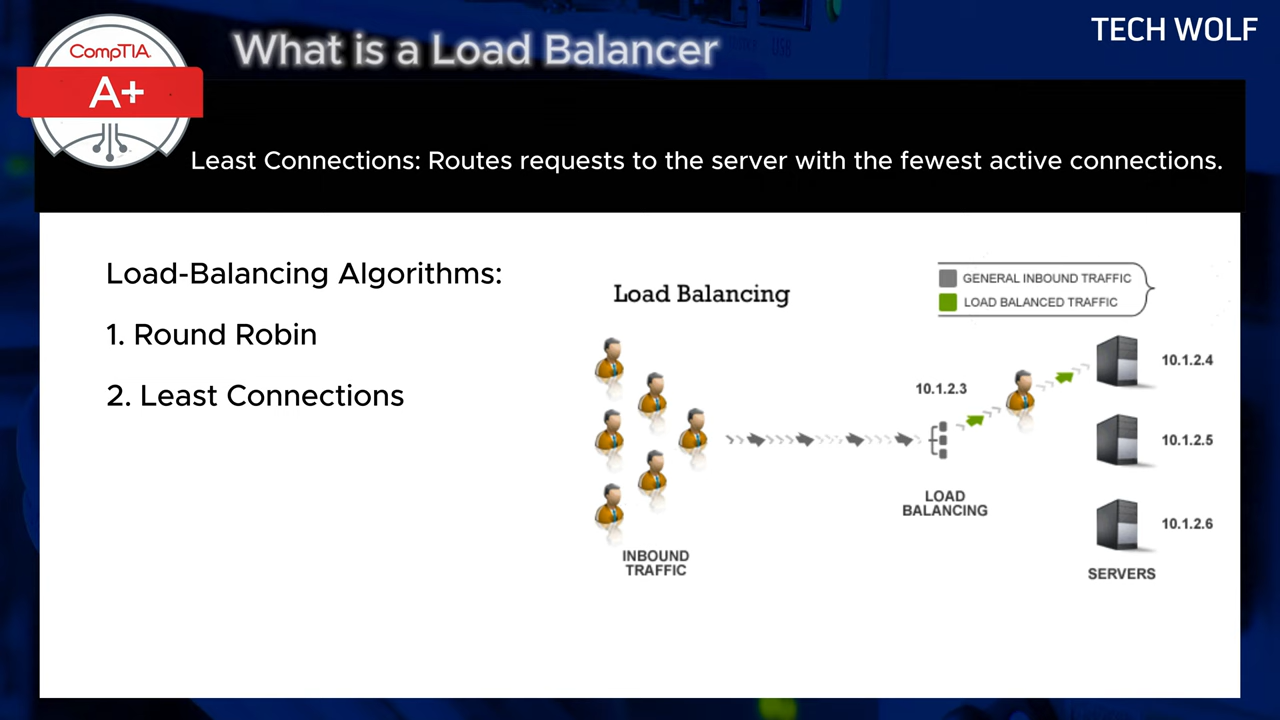 What is a Load Balancer
TECH WOLF
CompTIA.
A+
Least Connections: Routes requests to the server with the fewest active connections.
Load-Balancing Algorithms:
1. Round Robin
2. Least Connections
Load Balancing
GENERAL INBOUND TRAFFIC
LOAD BALANCED TRAFFIC
10.1.2.3
10.1.2.4
10.1.2.5
10.1.2.6
LOAD
BALANCING
INBOUND
TRAFFIC
SERVERS